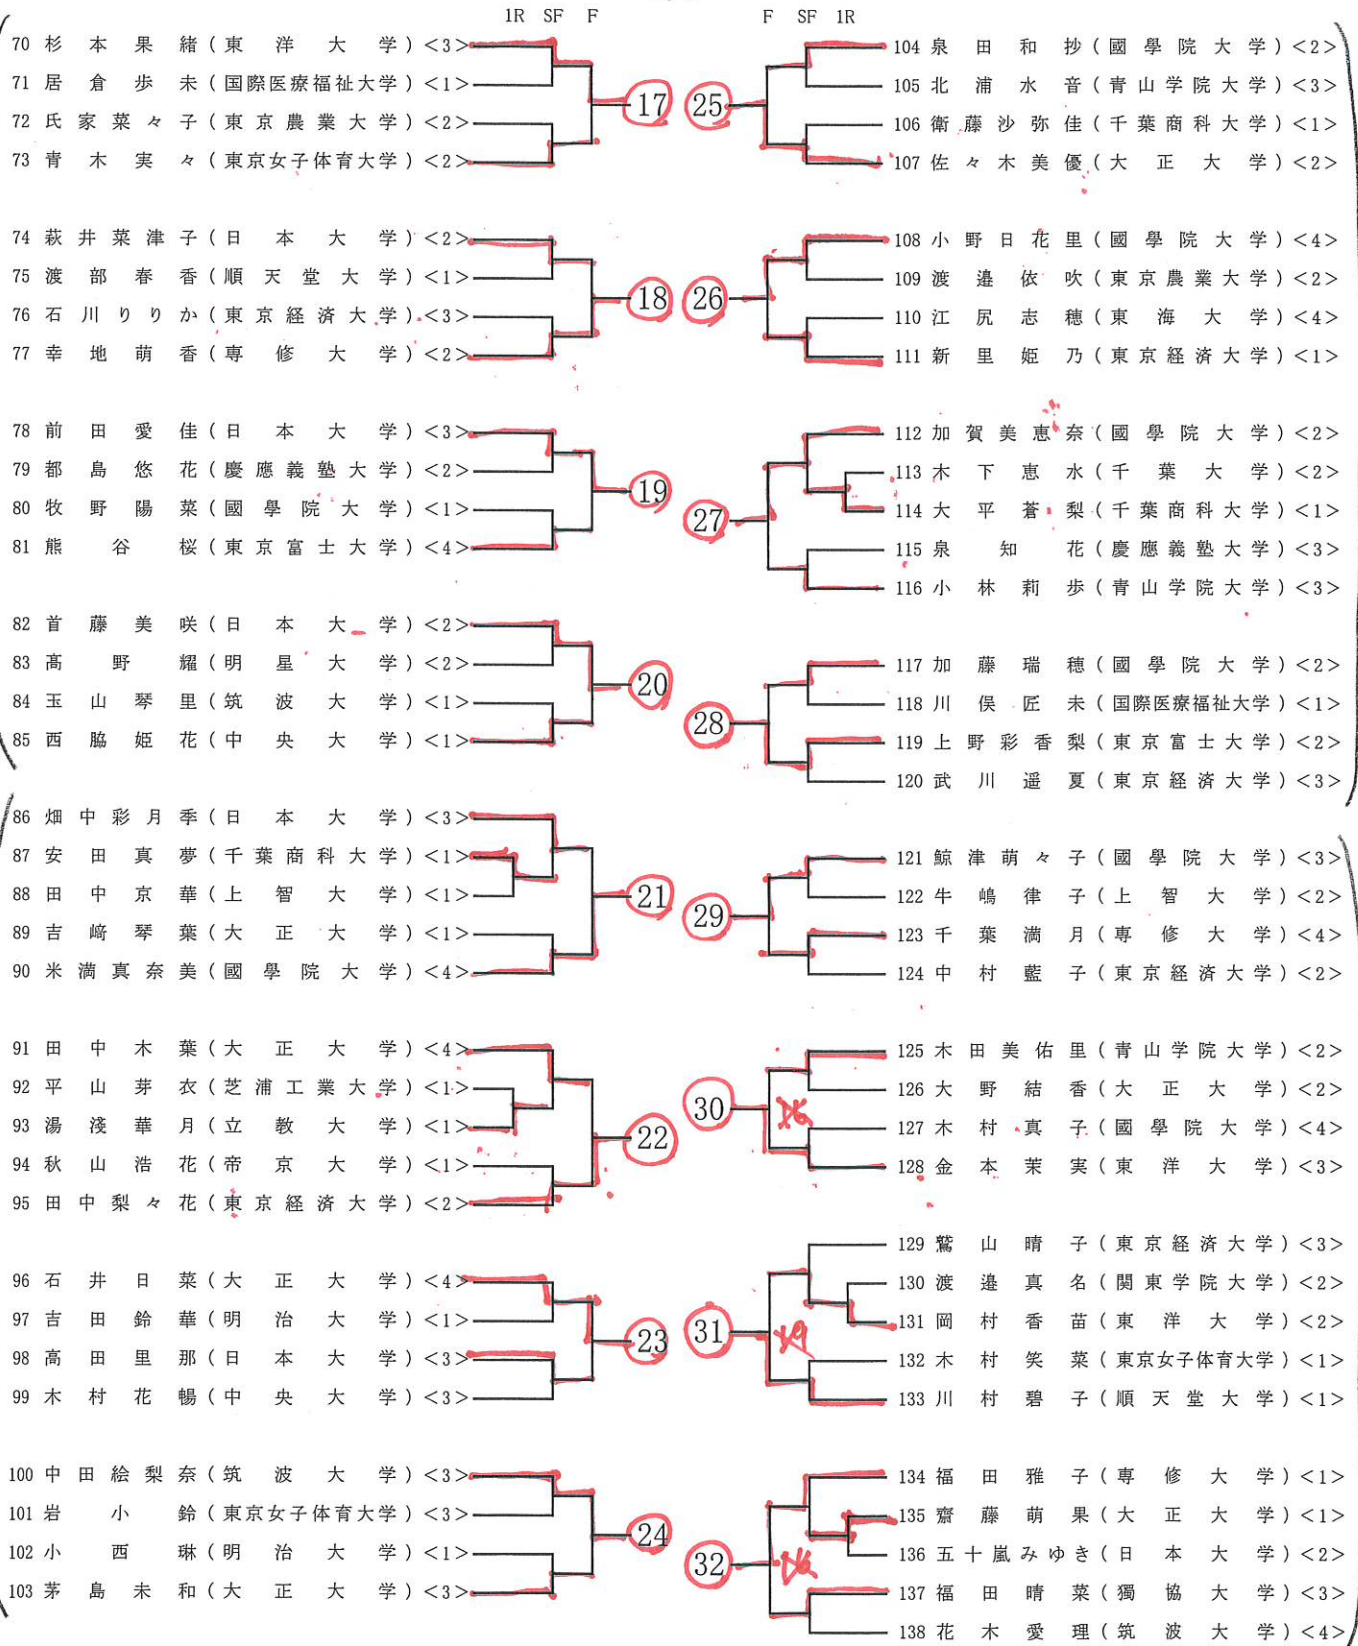 1R SF F
70 杉本果緒(東洋大学)<3>
71 居倉歩未(国際医療福祉大学)<1>
72 氏家菜々子(東京農業大学)<2>
73 青木実々(東京女子体育大学)<2>
17
74 萩井菜津子(日本大学)<2>
75 渡部春香(順天堂大学)<1>
76 石川りりか(東京経済大学)<3>
77 幸地萌香(専修大学)<2>
18
78 前田愛佳(日本大学)<3>
79 都島悠花(慶應義塾大学)<2>
80 牧野陽菜(國學院大学)<1>
81 熊谷桜(東京富士大学)<4>
19
82 首藤美咲(日本大学)<2>
83 髙野耀(明星大学)<2>
84 玉山琴里(筑波大学)<1>
85 西脇姫花(中央大学)<1>
20
86 畑中彩月季(日本大学)<3>
87 安田真夢(千葉商科大学)<1>
88 田中京華(上智大学)<1>
89 吉﨑琴葉(大正大学)<1>
90 米満真奈美(國學院大学)<4>
21
91 田中木葉(大正大学)<4>
92 平山芽衣(芝浦工業大学)<1>
93 湯淺華月(立教大学)<1>
94 秋山浩花(帝京大学)<1>
95 田中梨々花(東京経済大学)<2>
22
96 石井日菜(大正大学)<4>
97 吉田鈴華(明治大学)<1>
98 高田里那(日本大学)<3>
99 木村花暢(中央大学)<3>
23
100 中田絵梨奈(筑波大学)<3>
101 岩小鈴(東京女子体育大学)<3>
102 小西琳(明治大学)<1>
103 茅島未和(大正大学)<3>
24
F SF 1R
25
104 泉田和抄(國學院大学)<2>
105 北浦水音(青山学院大学)<3>
106 衛藤沙弥佳(千葉商科大学)<1>
107 佐々木美優(大正大学)<2>
26
108 小野日花里(國學院大学)<4>
109 渡邉依吹(東京農業大学)<2>
110 江尻志穂(東海大学)<4>
111 新里姫乃(東京経済大学)<1>
27
112 加賀美恵奈(國學院大学)<2>
113 木下恵水(千葉大学)<2>
114 大平蒼梨(千葉商科大学)<1>
115 泉知花(慶應義塾大学)<3>
116 小林莉歩(青山学院大学)<3>
28
117 加藤瑞穂(國學院大学)<2>
118 川俣匠未(国際医療福祉大学)<1>
119 上野彩香梨(東京富士大学)<2>
120 武川遥夏(東京経済大学)<3>
29
121 鯨津萌々子(國學院大学)<3>
122 牛嶋律子(上智大学)<2>
123 千葉満月(専修大学)<4>
124 中村藍子(東京経済大学)<2>
30
125 木田美佑里(青山学院大学)<2>
126 大野結香(大正大学)<2>
127 木村真子(國學院大学)<4>
128 金本茉実(東洋大学)<3>
31
129 鷲山晴子(東京経済大学)<3>
130 渡邉真名(関東学院大学)<2>
131 岡村香苗(東洋大学)<2>
132 木村笑菜(東京女子体育大学)<1>
133 川村碧子(順天堂大学)<1>
32
134 福田雅子(専修大学)<1>
135 齋藤萌果(大正大学)<1>
136 五十嵐みゆき(日本大学)<2>
137 福田晴菜(獨協大学)<3>
138 花木愛理(筑波大学)<4>